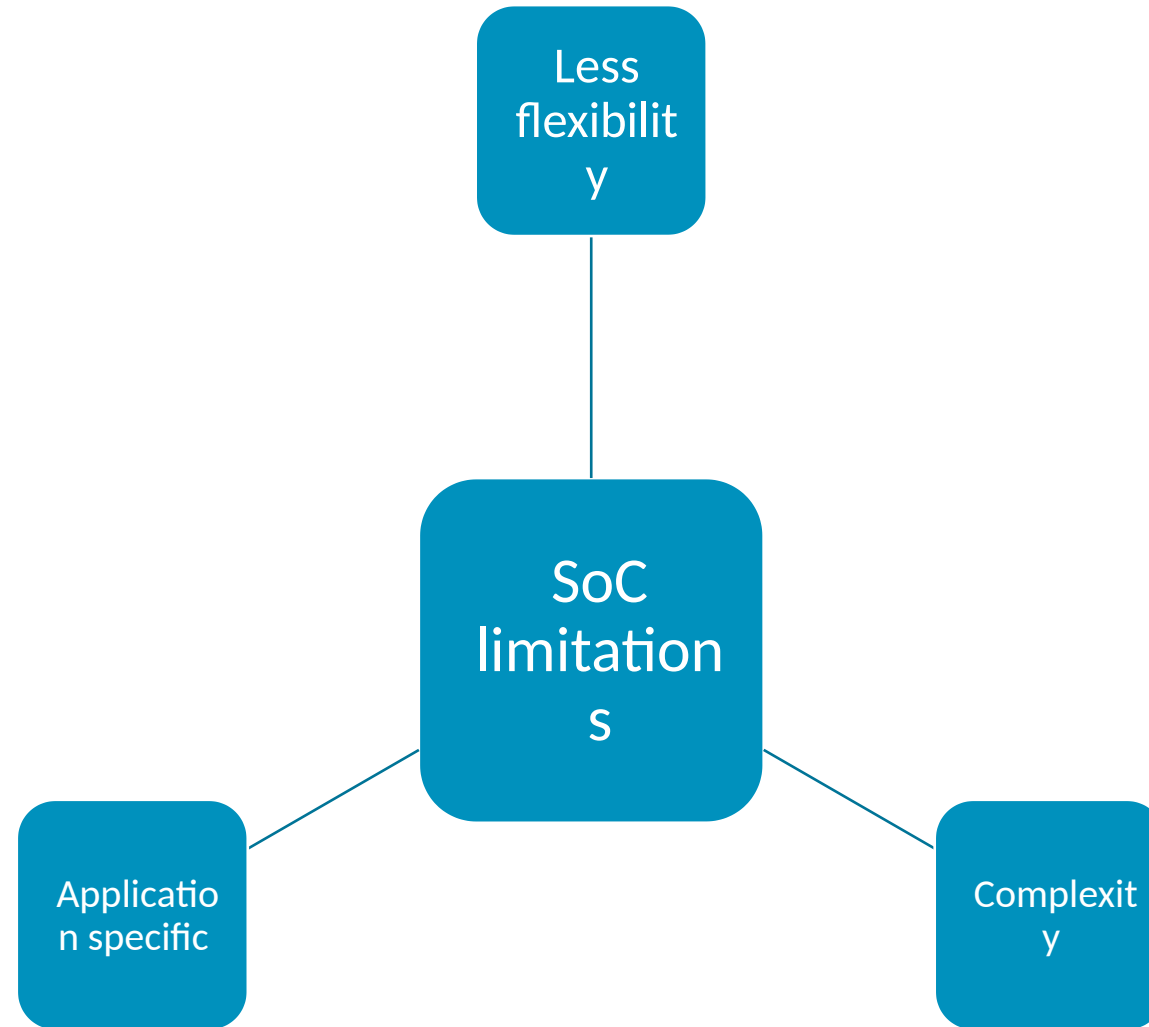 Less
flexibilit
y
SoC
limitation
s
Applicatio
n specific
Complexit
y